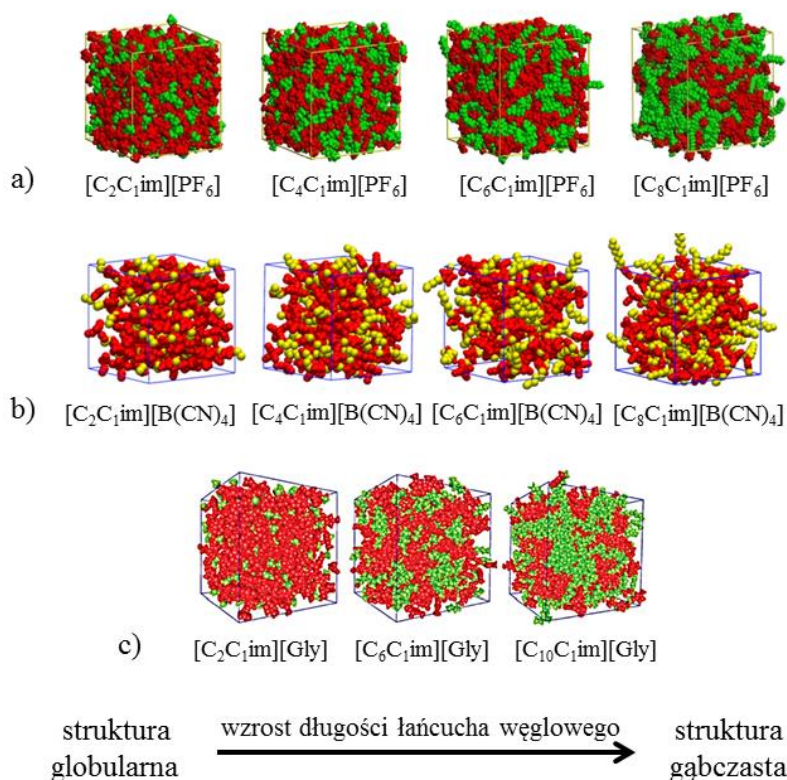 a)
[C₂C₁im][PF₆] [C₄C₁im][PF₆] [C₆C₁im][PF₆] [C₈C₁im][PF₆]
b)
[C₂C₁im][B(CN)₄] [C₄C₁im][B(CN)₄] [C₆C₁im][B(CN)₄] [C₈C₁im][B(CN)₄]
c)
[C₂C₁im][Gly] [C₆C₁im][Gly] [C₁₀C₁im][Gly]
struktura
globularna
wzrost długości łańcucha węglowego
struktura
gąbczasta